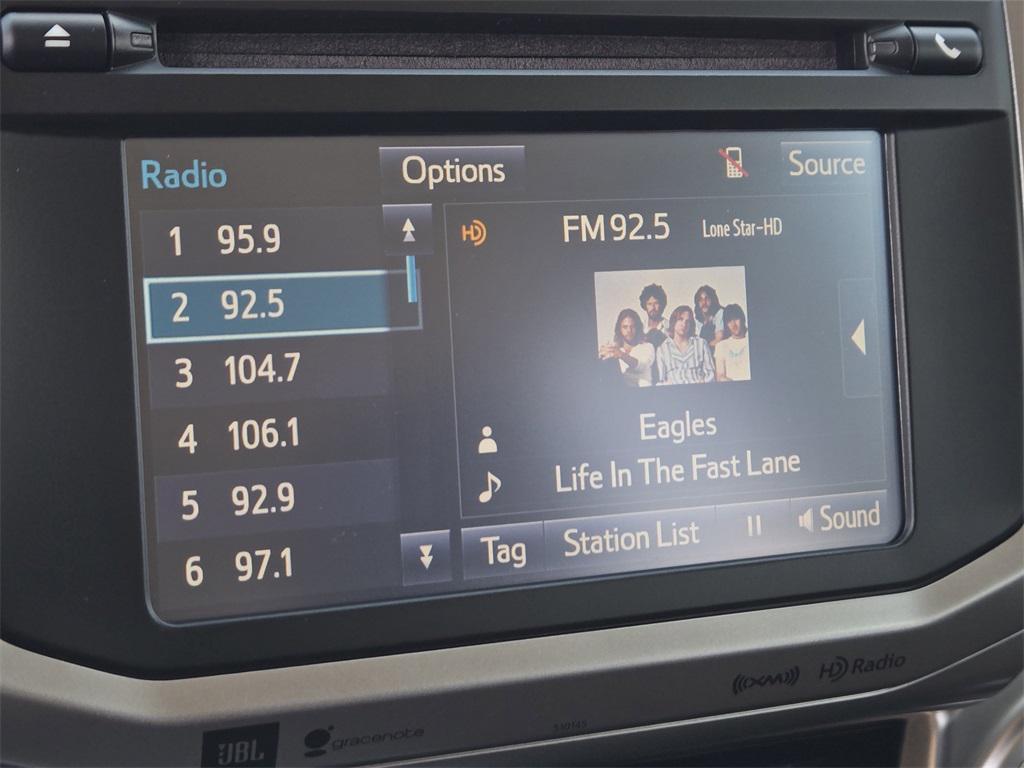 Radio
Options
Source
1 95.9
2 92.5
3 104.7
4 106.1
5 92.9
6 97.1
HD
FM 92.5 Lone Star-HD
Eagles
Life In The Fast Lane
Tag
Station List
Sound
((XM))
HD Radio
JBL
gracenote